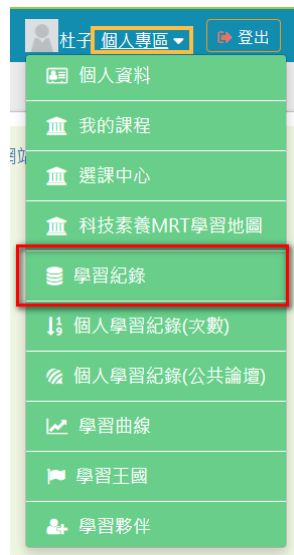 杜子 個人專區 登出
個人資料
我的課程
選課中心
科技素養MRT學習地圖
學習紀錄
個人學習紀錄(次數)
個人學習紀錄(公共論壇)
學習曲線
學習王國
學習夥伴